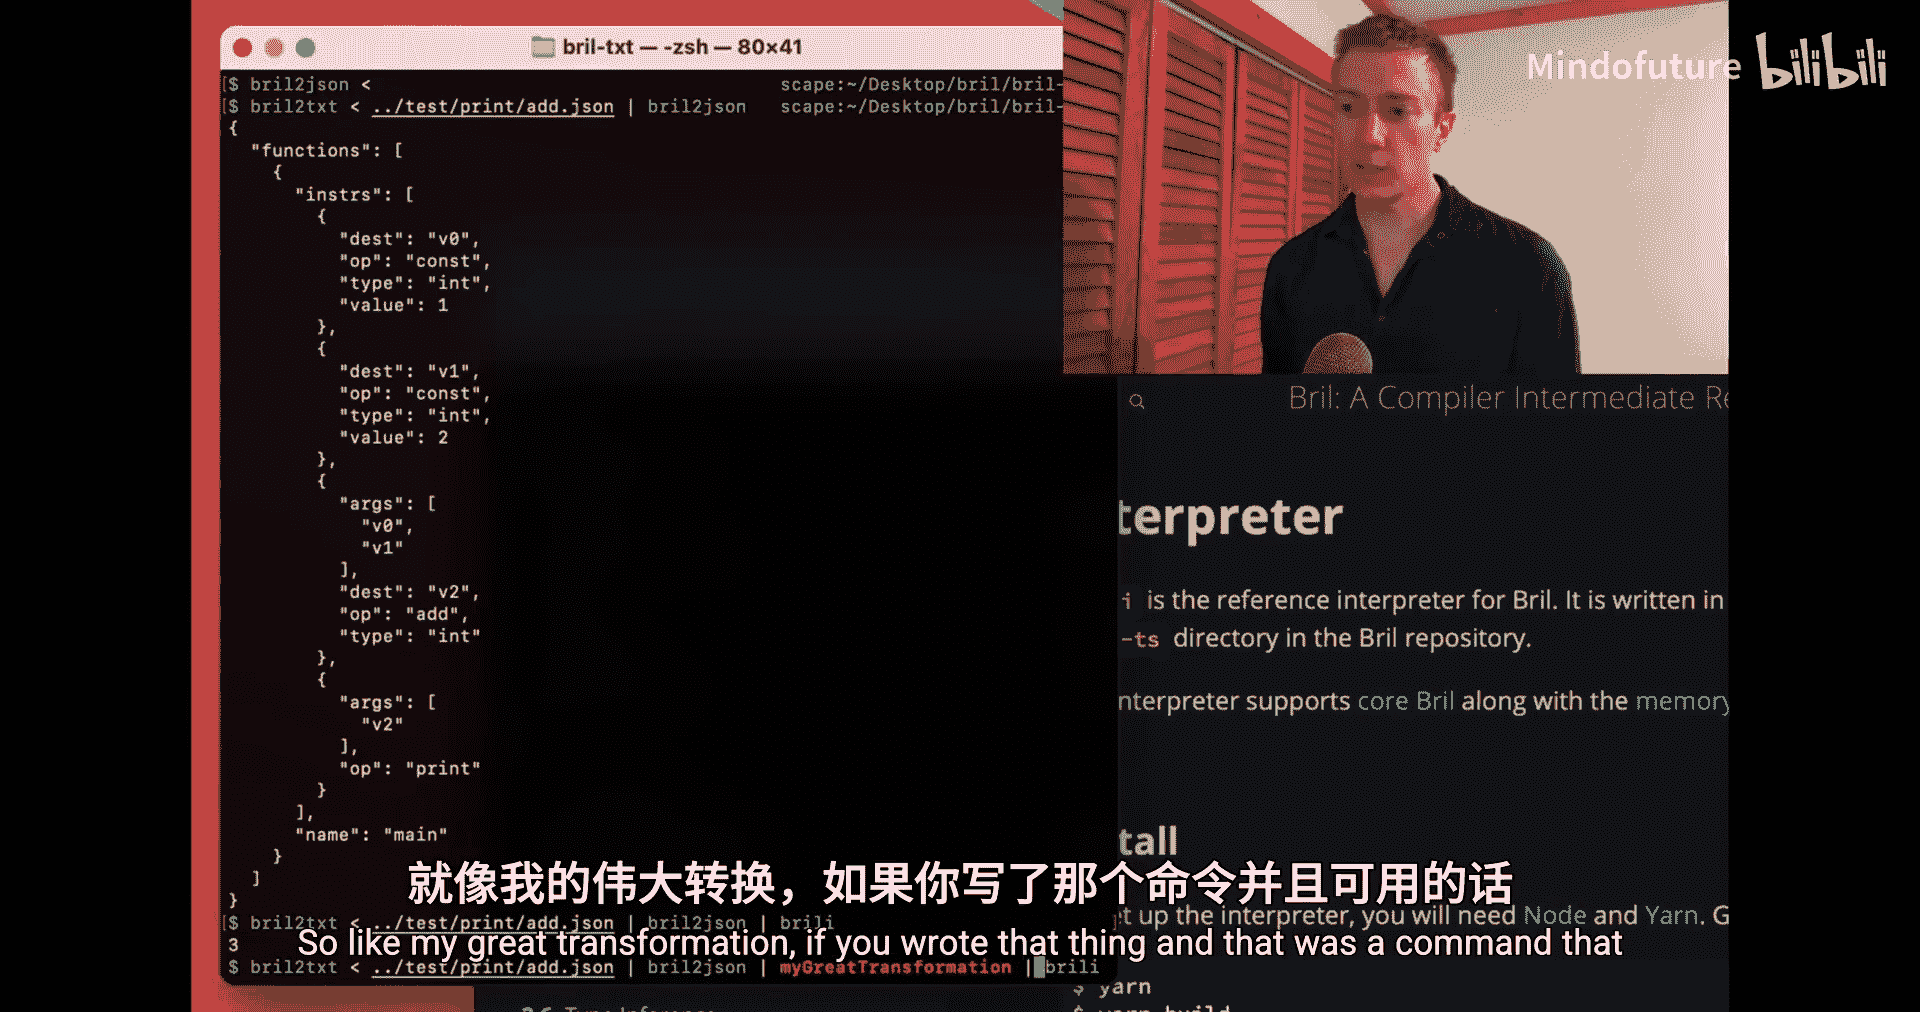 bril-txt — -zsh — 80×41
[$ bril2json < scape:~/Desktop/bril/bril-
[$ bril2txt < ../test/print/add.json | bril2json scape:~/Desktop/bril/bril-
{
"functions": [
{
"instrs": [
{
"dest": "v0",
"op": "const",
"type": "int",
"value": 1
},
{
"dest": "v1",
"op": "const",
"type": "int",
"value": 2
},
{
"args": [
"v0",
"v1"
],
"dest": "v2",
"op": "add",
"type": "int"
},
{
"args": [
"v2"
],
"op": "print"
}
],
"name": "main"
}
]
}
[$ bril2txt < ../test/print/add.json | bril2json | brili
3
$ bril2txt < ../test/print/add.json | bril2json | myGreatTransformation | brili
Mindofuture bilibili
Bril: A Compiler Intermediate Re
terpreter
i is the reference interpreter for Bril. It is written in
-ts directory in the Bril repository.
nterpreter supports core Bril along with the memory
tall
et up the interpreter, you will need Node and Yarn. G
$ yarn
$ yarn build
就像我的伟大转换，如果你写了那个命令并且可用的话
So like my great transformation, if you wrote that thing and that was a command that